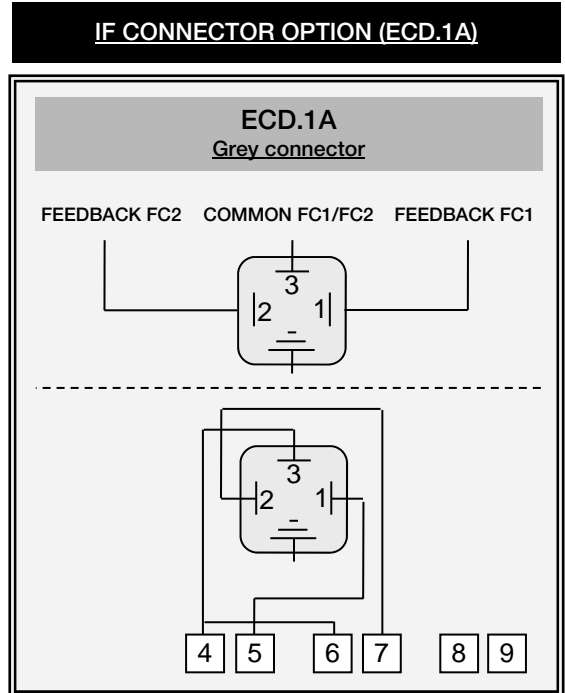 IF CONNECTOR OPTION (ECD.1A)
ECD.1A
Grey connector
FEEDBACK FC2 COMMON FC1/FC2 FEEDBACK FC1
3
2 1
3
2 1
4 5 6 7 8 9